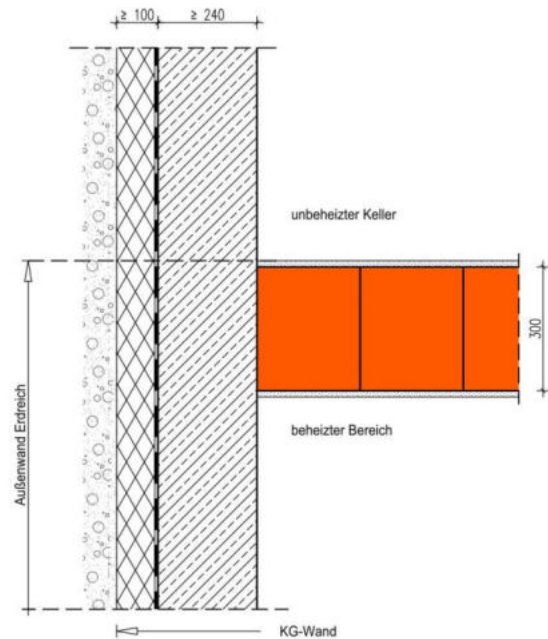 ≥ 100
≥ 240
unbeheizter Keller
300
beheizter Bereich
Außenwand Erdreich
KG-Wand